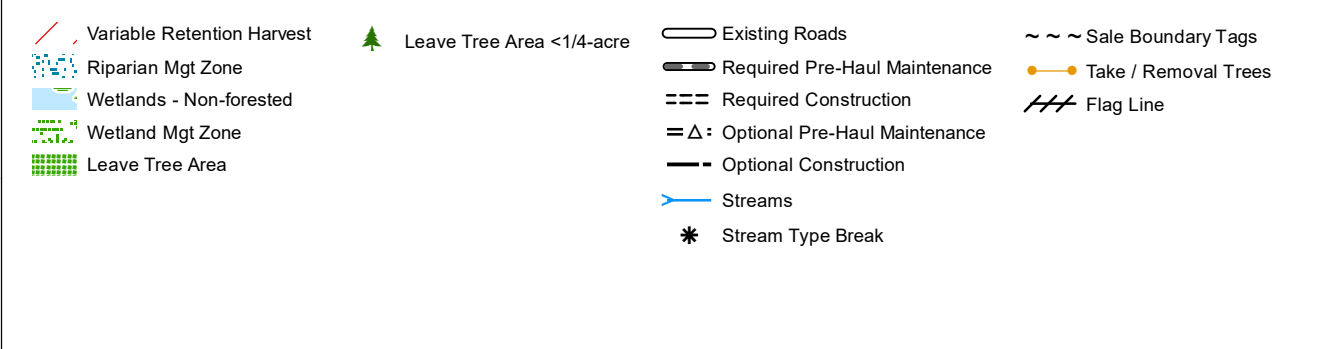 Variable Retention Harvest
Riparian Mgt Zone
Wetlands - Non-forested
Wetland Mgt Zone
Leave Tree Area
Leave Tree Area <1/4-acre
Existing Roads
Required Pre-Haul Maintenance
Required Construction
Optional Pre-Haul Maintenance
Optional Construction
Streams
Stream Type Break
Sale Boundary Tags
Take / Removal Trees
Flag Line